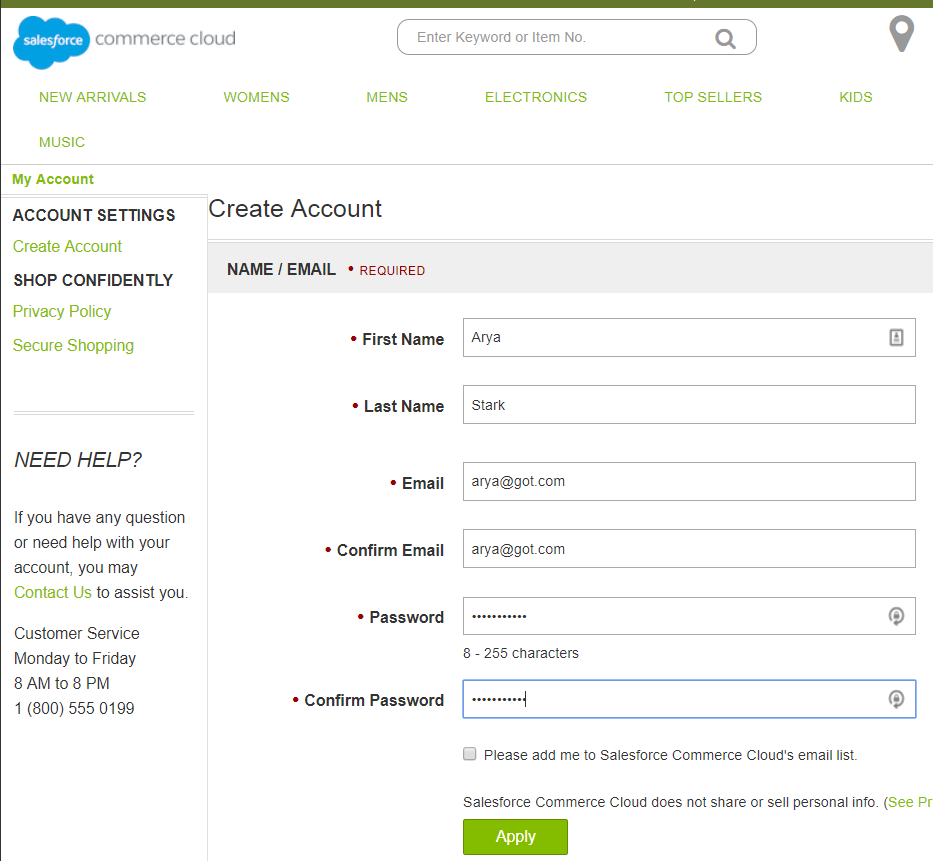 salesforce commerce cloud
Enter Keyword or Item No.
NEW ARRIVALS WOMENS MENS ELECTRONICS TOP SELLERS KIDS
MUSIC
My Account
ACCOUNT SETTINGS
Create Account
SHOP CONFIDENTLY
Privacy Policy
Secure Shopping
NEED HELP?
If you have any question
or need help with your
account, you may
Contact Us to assist you.
Customer Service
Monday to Friday
8 AM to 8 PM
1 (800) 555 0199
Create Account
NAME / EMAIL • REQUIRED
• First Name Arya
• Last Name Stark
• Email arya@got.com
• Confirm Email arya@got.com
• Password •••••••••••
8 - 255 characters
• Confirm Password •••••••••••
Please add me to Salesforce Commerce Cloud's email list.
Salesforce Commerce Cloud does not share or sell personal info. (See Pr
Apply